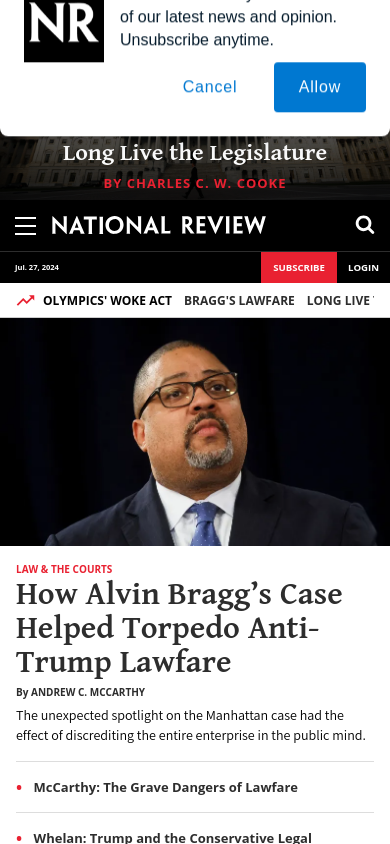 NR
of our latest news and opinion.
Unsubscribe anytime.
Cancel
Allow
Long Live the Legislature
BY CHARLES C. W. COOKE
NATIONAL REVIEW
Jul. 27, 2024
SUBSCRIBE
LOGIN
OLYMPICS' WOKE ACT BRAGG'S LAWFARE LONG LIVE
LAW & THE COURTS
How Alvin Bragg’s Case
Helped Torpedo Anti-
Trump Lawfare
By ANDREW C. MCCARTHY
The unexpected spotlight on the Manhattan case had the
effect of discrediting the entire enterprise in the public mind.
McCarthy: The Grave Dangers of Lawfare
Whelan: Trump and the Conservative Legal